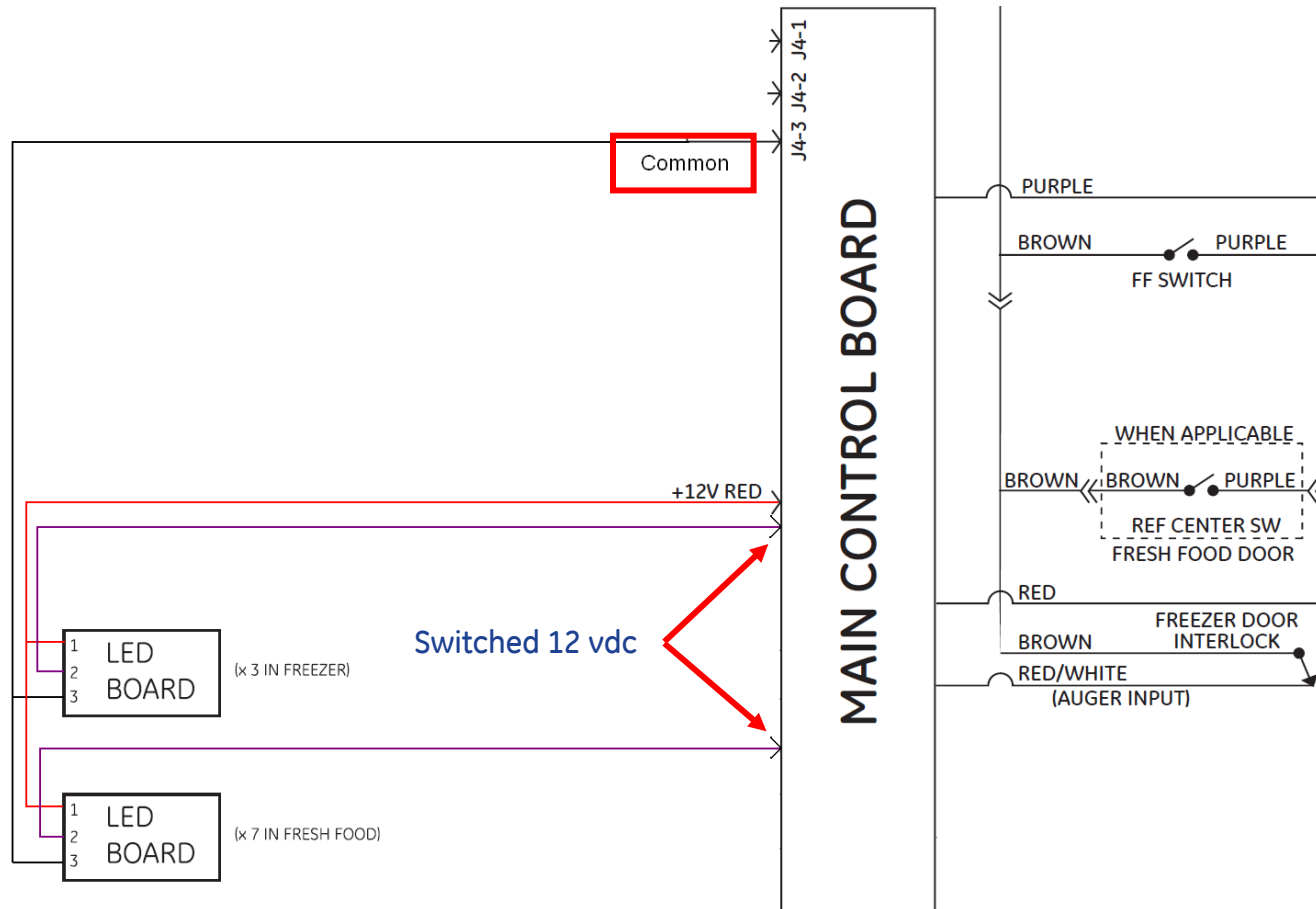 J4-1
J4-2
J4-3
Common
MAIN CONTROL BOARD
PURPLE
BROWN
PURPLE
FF SWITCH
WHEN APPLICABLE
BROWN
BROWN
PURPLE
REF CENTER SW
FRESH FOOD DOOR
+12V RED
RED
FREEZER DOOR
INTERLOCK
BROWN
RED/WHITE
(AUGER INPUT)
Switched 12 vdc
1
2
3
LED
BOARD
(x 3 IN FREEZER)
1
2
3
LED
BOARD
(x 7 IN FRESH FOOD)